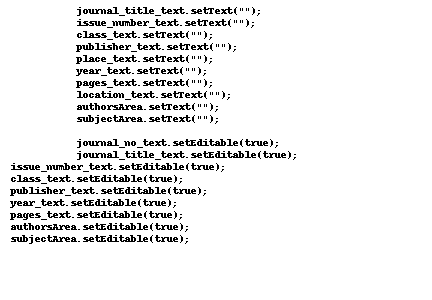 journal_title_text.setText("");
issue_number_text.setText("");
class_text.setText("");
publisher_text.setText("");
place_text.setText("");
year_text.setText("");
pages_text.setText("");
location_text.setText("");
authorsArea.setText("");
subjectArea.setText("");

journal_no_text.setEditable(true);
journal_title_text.setEditable(true);
issue_number_text.setEditable(true);
class_text.setEditable(true);
publisher_text.setEditable(true);
year_text.setEditable(true);
pages_text.setEditable(true);
authorsArea.setEditable(true);
subjectArea.setEditable(true);